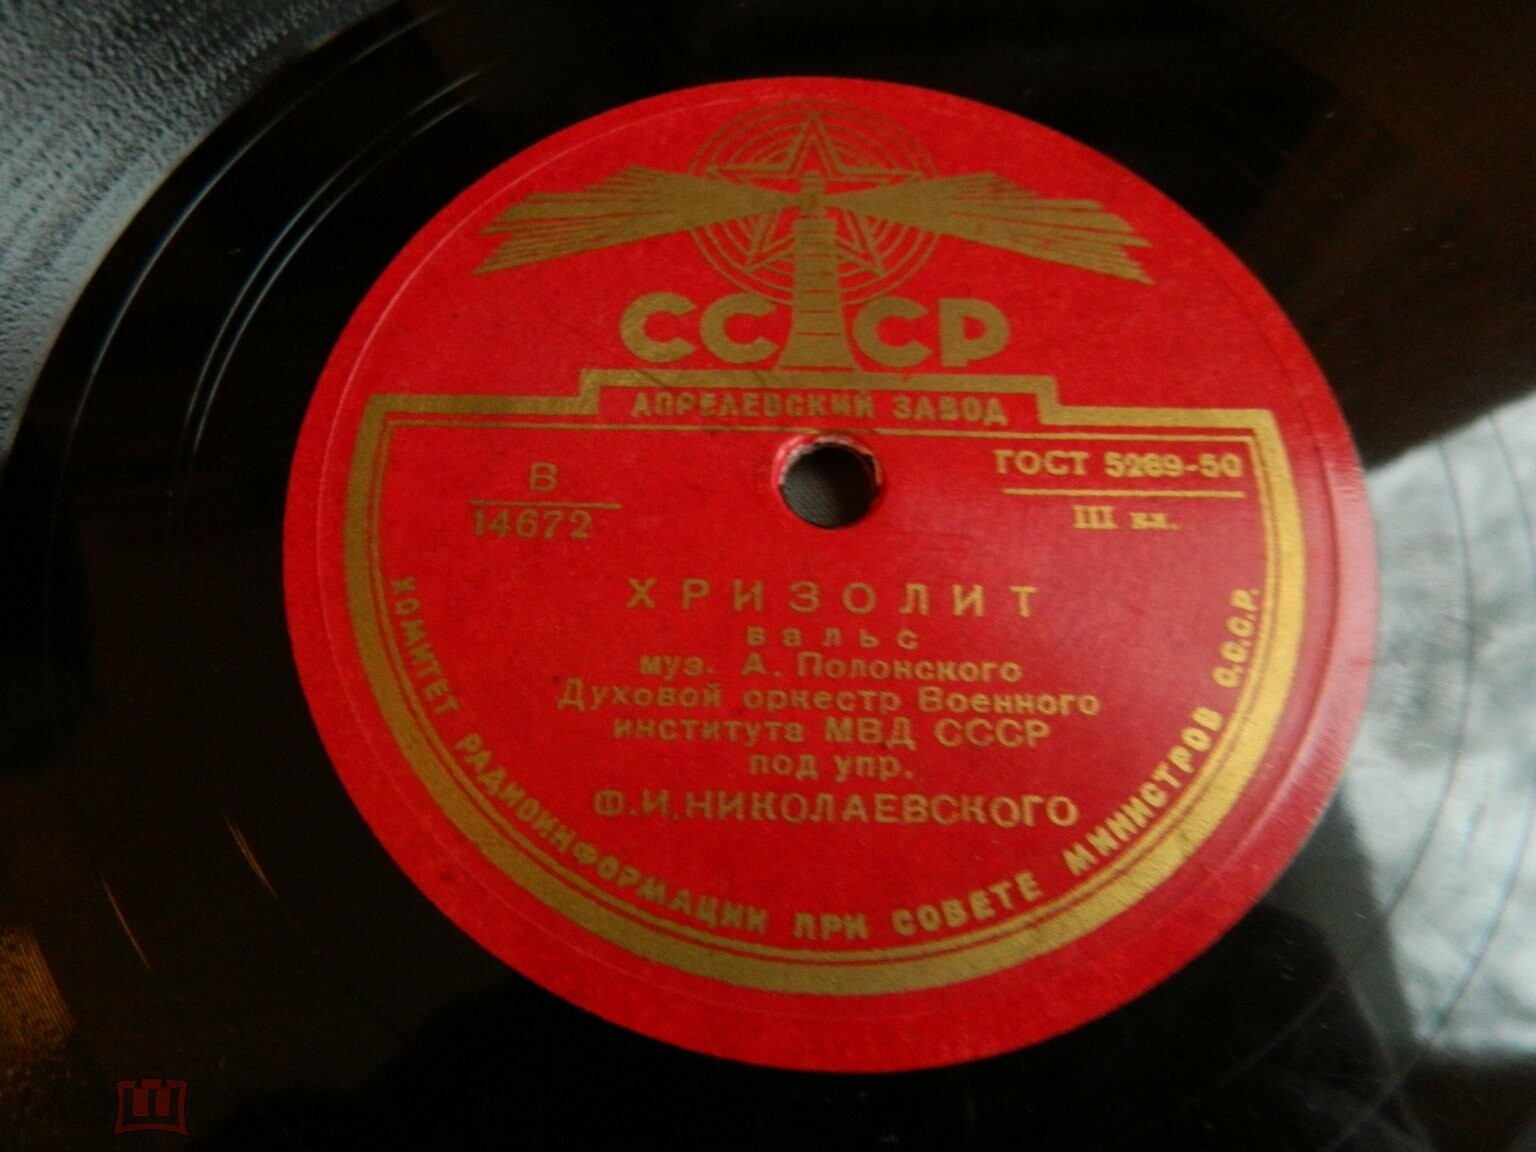 СССР
АПРЕЛЕВСКИЙ ЗАВОД
В
14672
ГОСТ 5289-50
III кл.
ХРИЗОЛИТ
вальс
муз. А. Полонского
Духовой оркестр Военного
института МВД СССР
под упр.
Ф.И.НИКОЛАЕВСКОГО
КОМИТЕТ РАДИОИНФОРМАЦИИ ПРИ СОВЕТЕ МИНИСТРОВ С.С.С.Р.